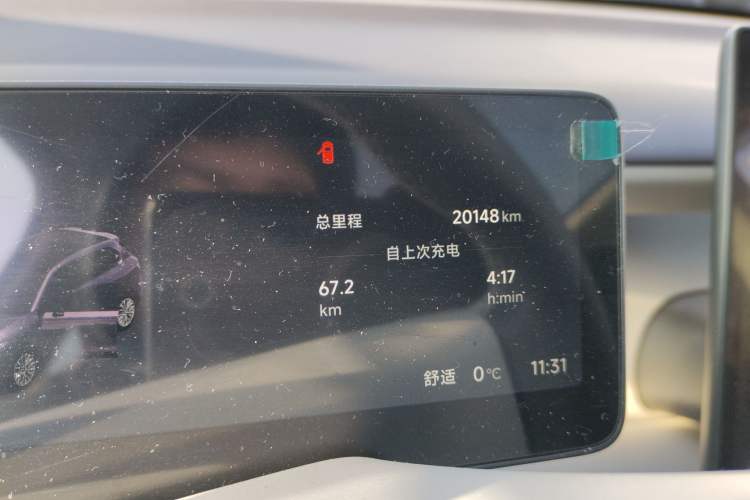 总里程 20148 km
自上次充电
67.2 4:17
km h:min
舒适 0°C 11:31